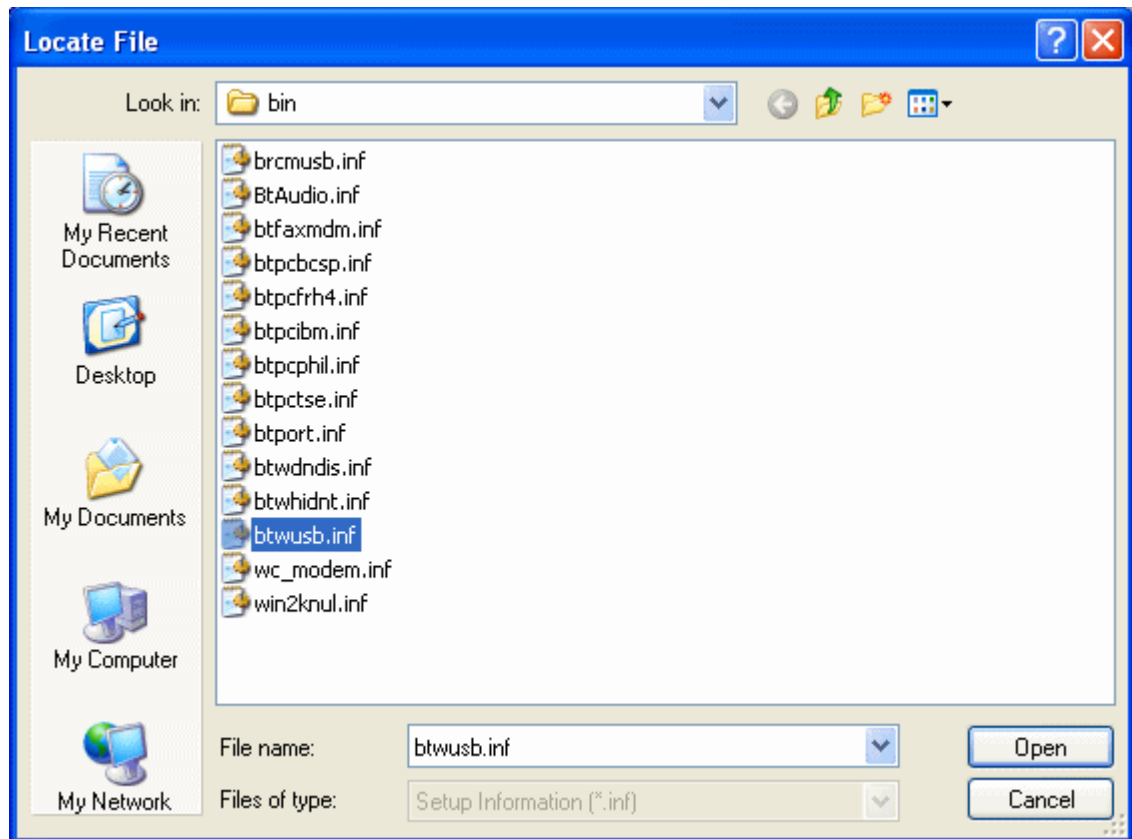 Locate File
Look in: bin
My Recent
Documents
Desktop
My Documents
My Computer
My Network
brcmusb.inf
BtAudio.inf
btfaxmdm.inf
btpcbcsp.inf
btpcfrh4.inf
btpcibm.inf
btpcphil.inf
btpctse.inf
btport.inf
btwdndis.inf
btwhidnt.inf
btwusb.inf
wc_modem.inf
win2knul.inf
File name: btwusb.inf Open
Files of type: Setup Information (*.inf) Cancel